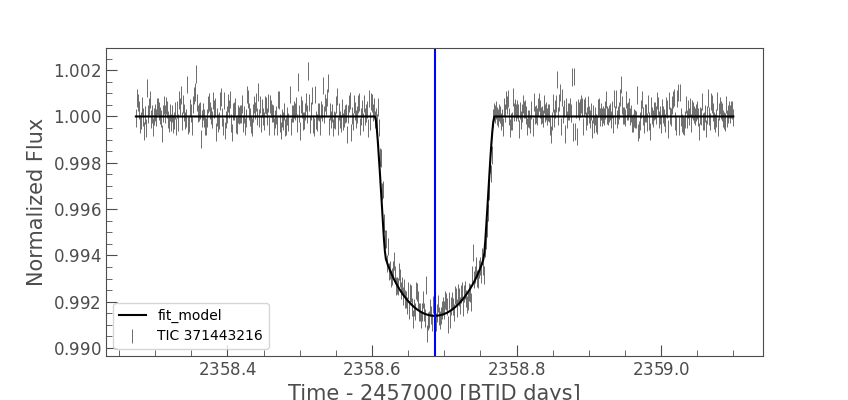 Normalized Flux
1.002
1.000
0.998
0.996
0.994
0.992
0.990
fit_model
TIC 371443216
2358.4
2358.6
2358.8
2359.0
Time - 2457000 [BTJD days]